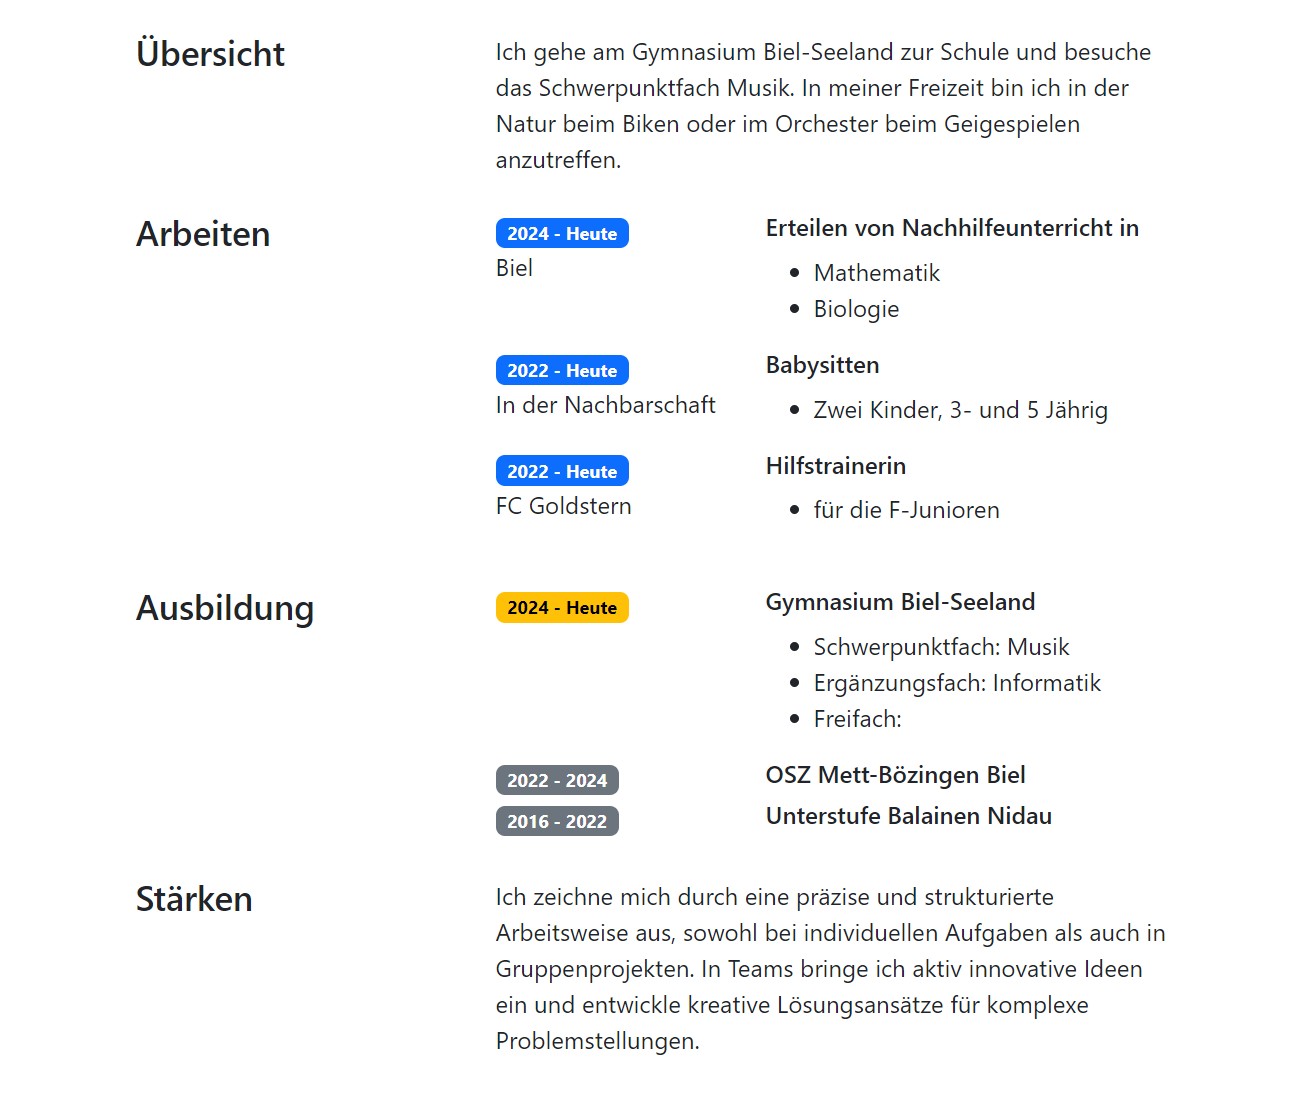 Übersicht
Ich gehe am Gymnasium Biel-Seeland zur Schule und besuche
das Schwerpunktfach Musik. In meiner Freizeit bin ich in der
Natur beim Biken oder im Orchester beim Geigespielen
anzutreffen.
Arbeiten
2024 - Heute
Biel
Erteilen von Nachhilfeunterricht in
• Mathematik
• Biologie
2022 - Heute
In der Nachbarschaft
Babysitten
• Zwei Kinder, 3- und 5 Jährig
2022 - Heute
FC Goldstern
Hilfstrainerin
• für die F-Junioren
Ausbildung
2024 - Heute
Gymnasium Biel-Seeland
• Schwerpunktfach: Musik
• Ergänzungsfach: Informatik
• Freifach:
2022 - 2024
OSZ Mett-Bözingen Biel
2016 - 2022
Unterstufe Balainen Nidau
Stärken
Ich zeichne mich durch eine präzise und strukturierte
Arbeitsweise aus, sowohl bei individuellen Aufgaben als auch in
Gruppenprojekten. In Teams bringe ich aktiv innovative Ideen
ein und entwickle kreative Lösungsansätze für komplexe
Problemstellungen.